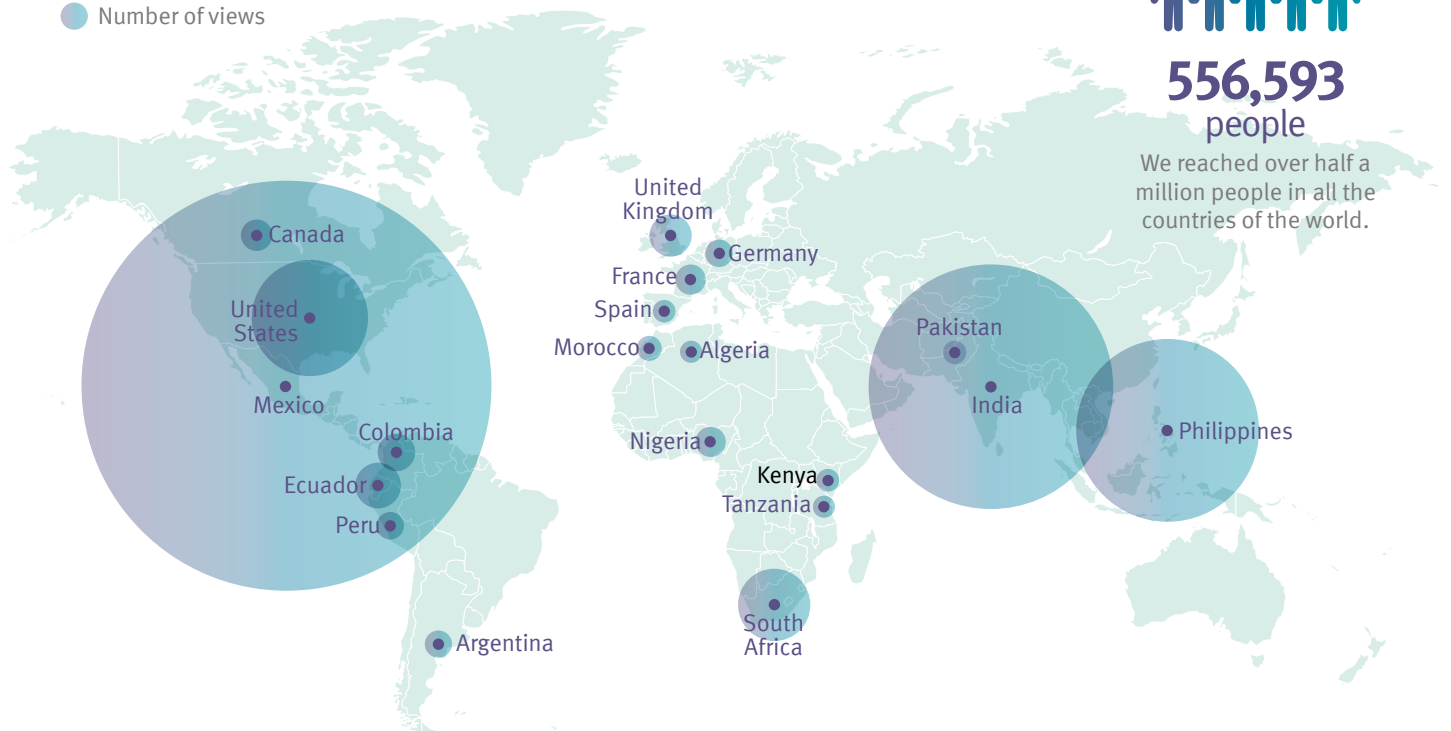 Number of views
556,593
people
We reached over half a
million people in all the
countries of the world.
United
Kingdom
Canada
Germany
France
United
States
Spain
Pakistan
Morocco
Algeria
Mexico
India
Colombia
Philippines
Nigeria
Ecuador
Kenya
Tanzania
Peru
South
Africa
Argentina